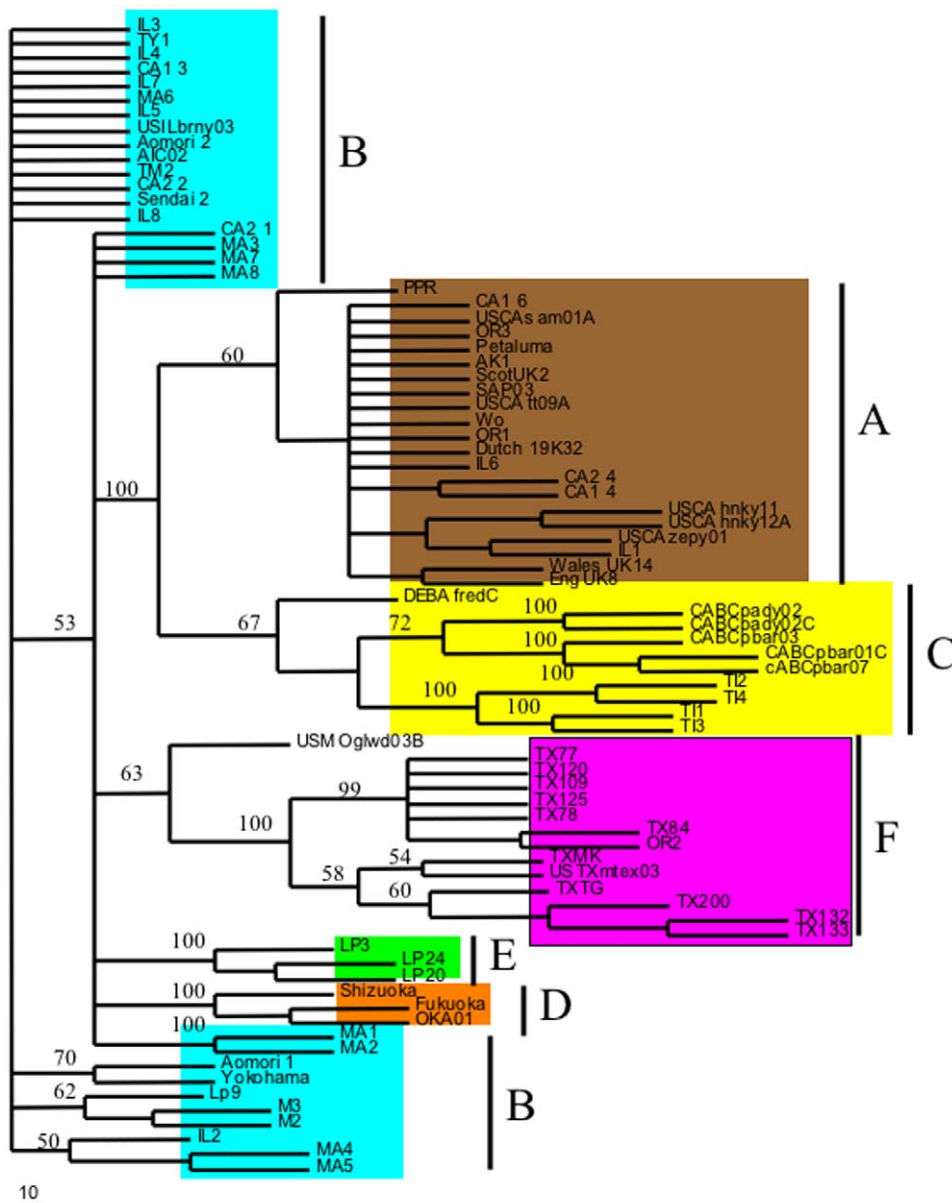 IL3
TY1
IL4
CA1 3
IL7
MA6
IL5
USILbrny03
Aomori 2
AIC02
TM2
CA2 2
Sendai 2
IL8
B
CA2 1
MA3
MA7
MA8
PPR
CA1 6
USCAs am01A
OR3
Petaluma
60
AK1
ScotUK2
SAP03
USCA tt09A
Wo
A
OR1
Dutch 19K32
IL6
CA2 4
100
CA1 4
USCA hnky11
USCA hnky12A
USCAzepy01
IL1
Wales UK14
Eng UK8
DEBA fredC
100
CABCpady02
53
67
72
CABCpady02C
CABCpbar03
100
CABCpbar01C
C
cABCpbar07
100
TI2
100
TI4
100
TI1
TI3
USM Oglwd03B
TX77
63
TX120
99
TX109
TX125
TX78
100
TX84
F
OR2
54
TXMK
58
US TXmtex03
60
TXTG
TX200
TX132
TX133
100
LP3
E
LP24
LP20
100
Shizuoka
Fukuoka
D
OKA01
100
MA1
MA2
70
Aomori 1
Yokohama
62
Lp9
B
M3
M2
50
IL2
MA4
MA5
10